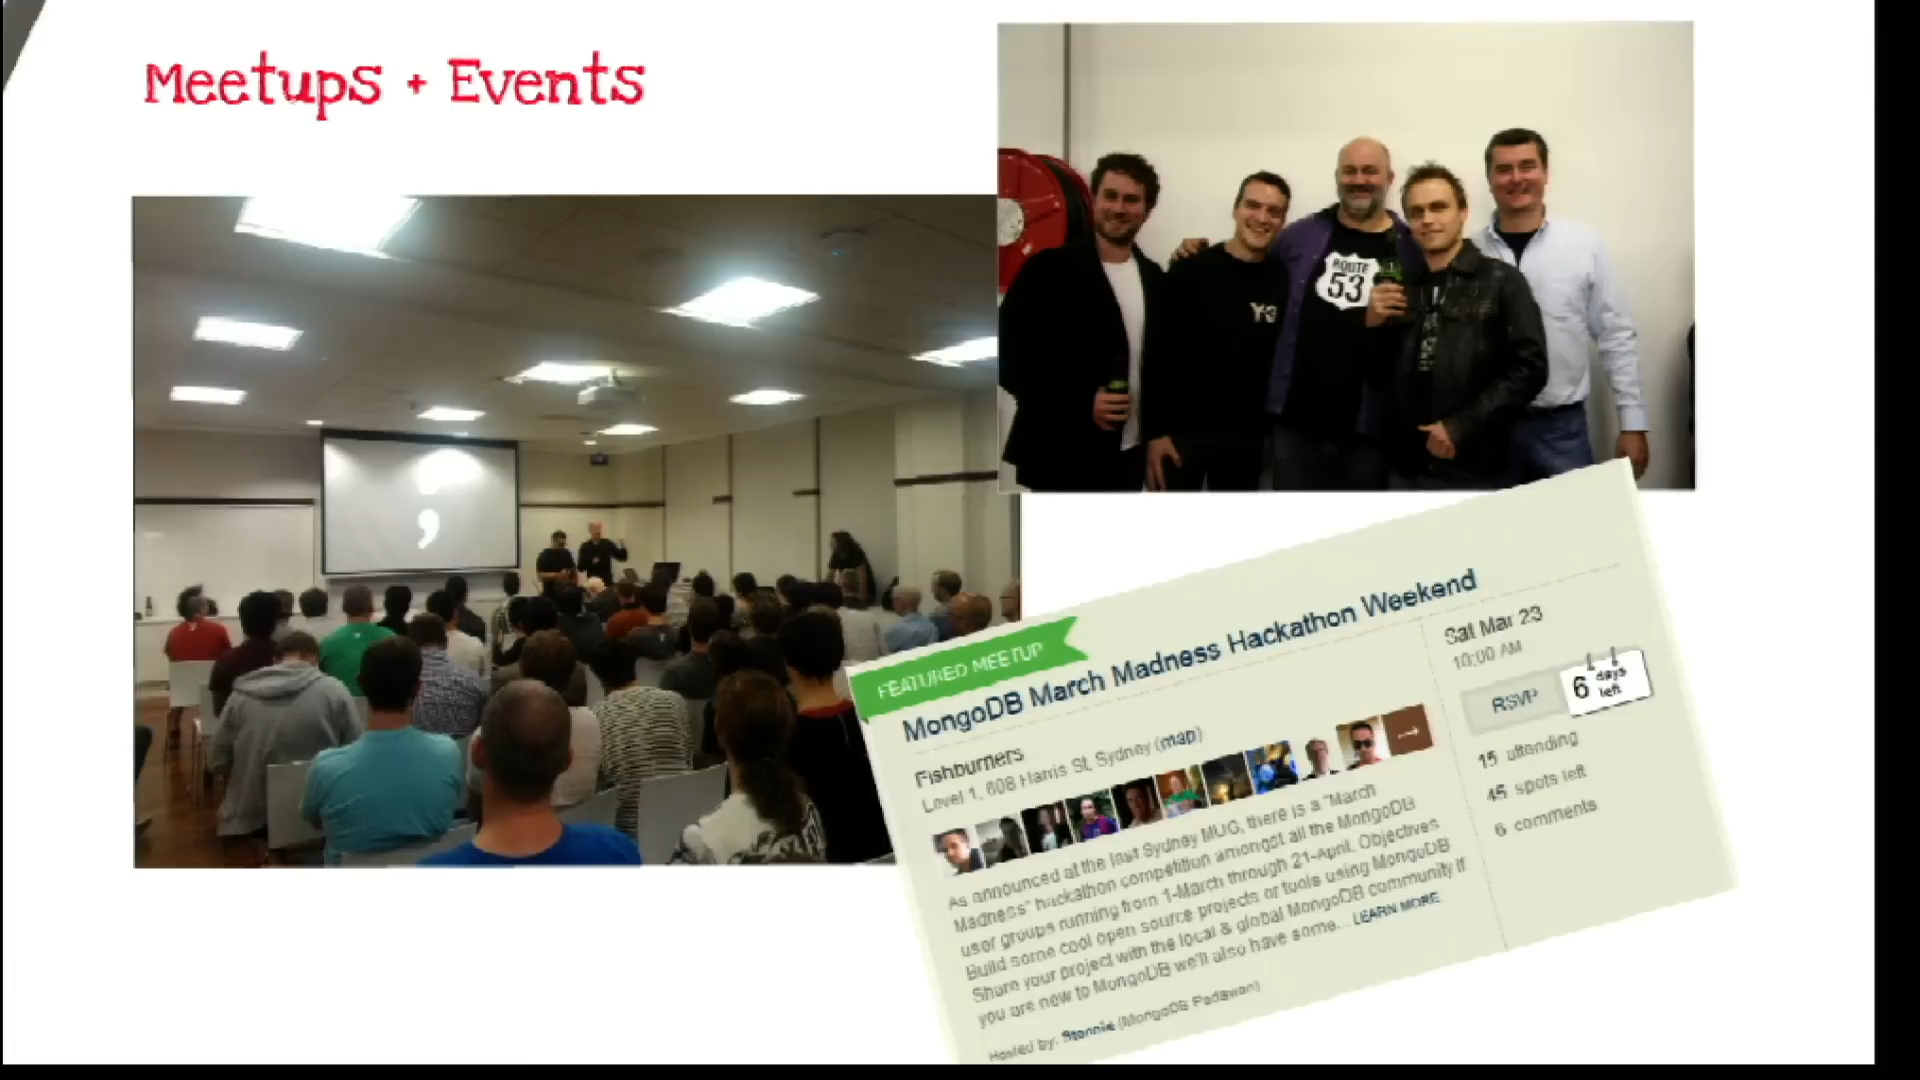 Meetups + Events
ROUTE
53
Y-3
;
FEATURED MEETUP
MongoDB March Madness Hackathon Weekend
Fishburners
Level 1, 608 Harris St, Sydney (map)
As announced at the last Sydney MUG, there is a "March
Madness" hackathon competition amongst all the MongoDB
user groups running from 1-March through 21-April. Objectives
Build some cool open source projects or tools using MongoDB
Share your project with the local & global MongoDB community If
you are new to MongoDB we'll also have some... LEARN MORE
Hosted by: Stennie (MongoDB Padawan)
Sat Mar 23
10:00 AM
RSVP
6 days left
15 attending
45 spots left
6 comments